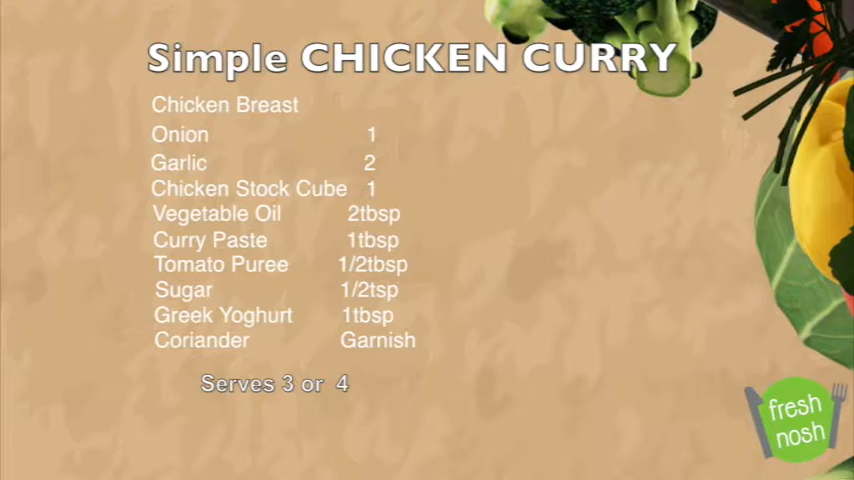 Simple CHICKEN CURRY
Chicken Breast
Onion 1
Garlic 2
Chicken Stock Cube 1
Vegetable Oil 2tbsp
Curry Paste 1tbsp
Tomato Puree 1/2tbsp
Sugar 1/2tsp
Greek Yoghurt 1tbsp
Coriander Garnish
Serves 3 or 4
fresh
nosh